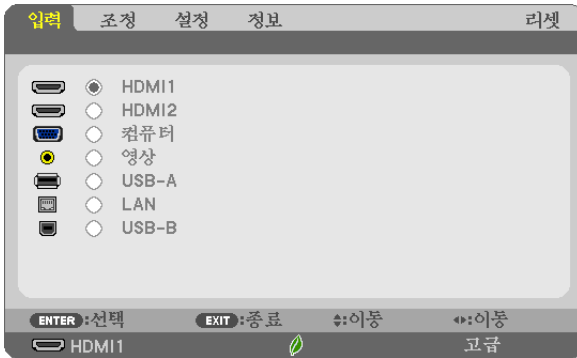 입력 조정 설정 정보 리셋
HDMI1
HDMI2
컴퓨터
영상
USB-A
LAN
USB-B
ENTER:선택 EXIT:종료 :이동 :이동
HDMI1 고급